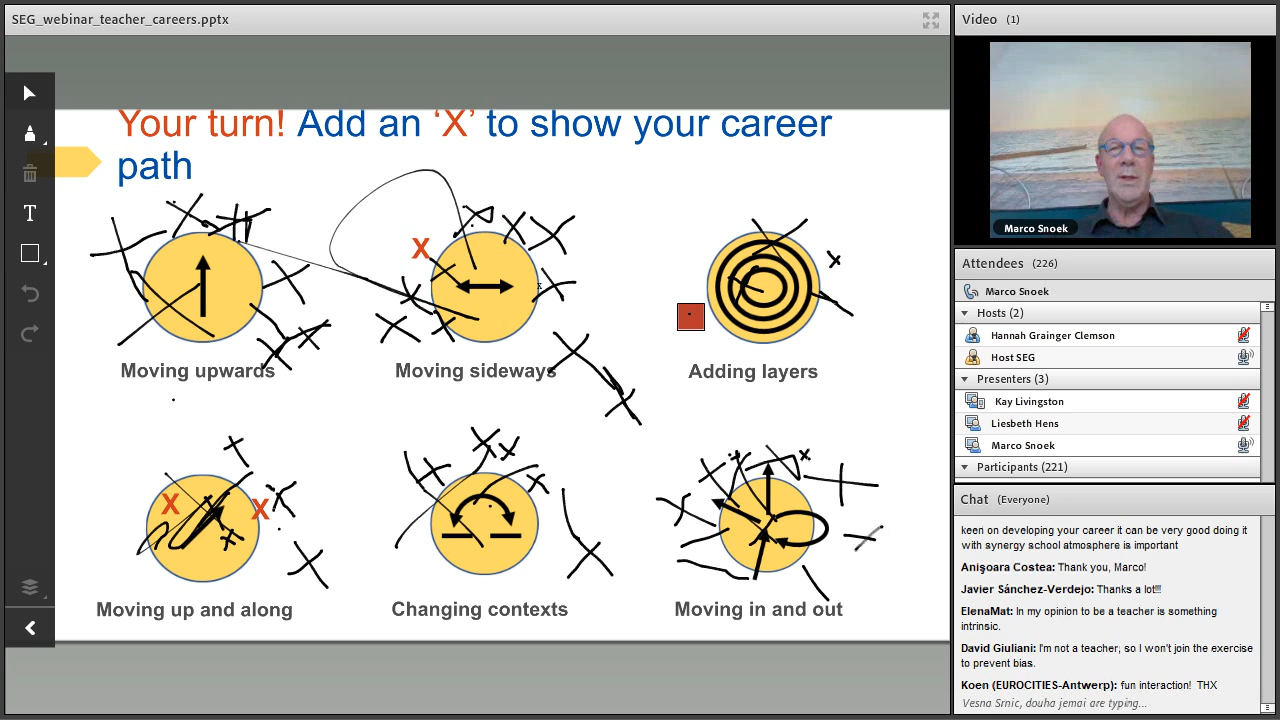 SEG_webinar_teacher_careers.pptx
Your turn! Add an ‘X’ to show your career
path
X
x
Moving upwards
Moving sideways
Adding layers
X
X
Moving up and along
Changing contexts
Moving in and out
T
Video (1)
Marco Snoek
Attendees (226)
Marco Snoek
Hosts (2)
Hannah Grainger Clemson
Host SEG
Presenters (3)
Kay Livingston
Liesbeth Hens
Marco Snoek
Participants (221)
Chat (Everyone)
keen on developing your career it can be very good doing it
with synergy school atmosphere is important
Anişoara Costea: Thank you, Marco!
Javier Sánchez-Verdejo: Thanks a lot!!!
ElenaMat: In my opinion to be a teacher is something
intrinsic.
David Giuliani: I'm not a teacher; so I won't join the exercise
to prevent bias.
Koen (EUROCITIES-Antwerp): fun interaction! THX
Vesna Srnic, douha jemai are typing...